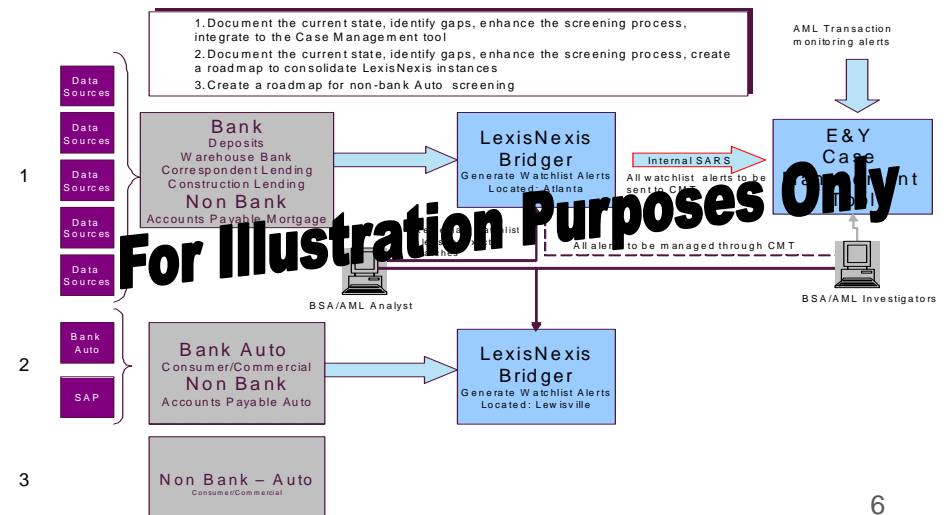 1.Document the current state, identify gaps, enhance the screening process,
integrate to the Case Management tool
2.Document the current state, identify gaps, enhance the screening process, create
a roadmap to consolidate LexisNexis instances
3.Create a roadmap for non-bank Auto screening
AML Transaction
monitoring alerts
1
Data
Sources
Data
Sources
Data
Sources
Data
Sources
Data
Sources
Bank
Deposits
Warehouse Bank
Correspondent Lending
Construction Lending
Non Bank
Accounts Payable Mortgage
LexisNexis
Bridger
Generate Watchlist Alerts
Located: Atlanta
Internal SARS
All watchlist alerts to be
sent to CMT
E&Y
Case
Tool
For Illustration Purposes Only
All alerts to be managed through CMT
BSA/AML Analyst
BSA/AML Investigators
2
Bank
Auto
SAP
Bank Auto
Consumer/Commercial
Non Bank
Accounts Payable Auto
LexisNexis
Bridger
Generate Watchlist Alerts
Located: Lewisville
3
Non Bank – Auto
Consumer/Commercial
6